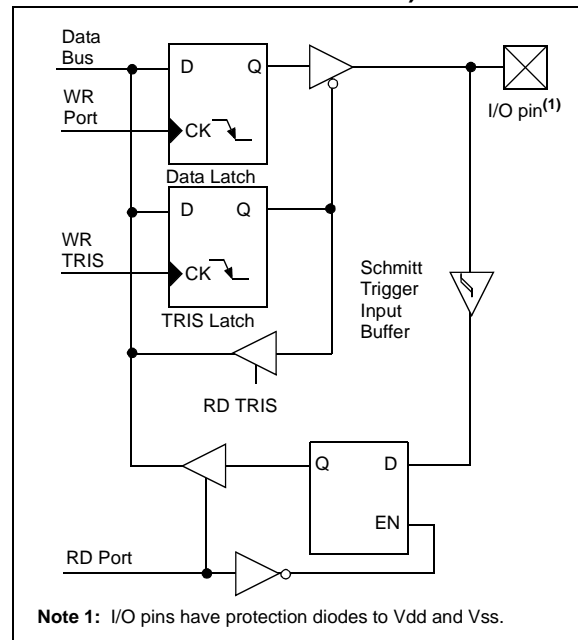 Data
Bus
D Q
WR
Port
CK
I/O pin(1)
Data Latch
D Q
WR
TRIS
CK
TRIS Latch
Schmitt
Trigger
Input
Buffer
RD TRIS
Q D
EN
RD Port
Note 1: I/O pins have protection diodes to Vdd and Vss.